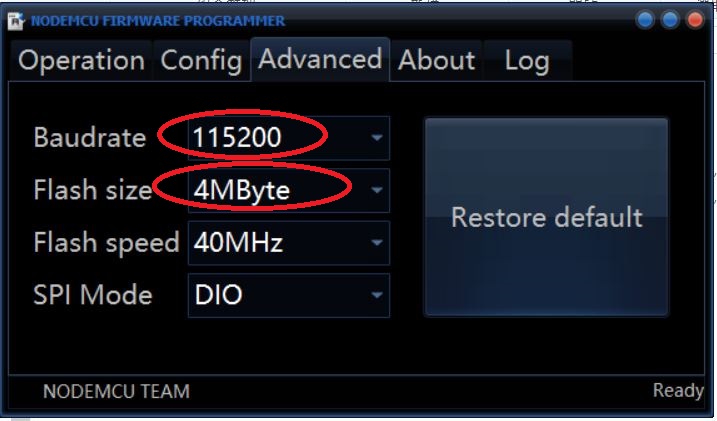 NODEMCU FIRMWARE PROGRAMMER
Operation Config Advanced About Log
Baudrate 115200
Flash size 4MByte
Flash speed 40MHz
SPI Mode DIO
Restore default
NODEMCU TEAM Ready